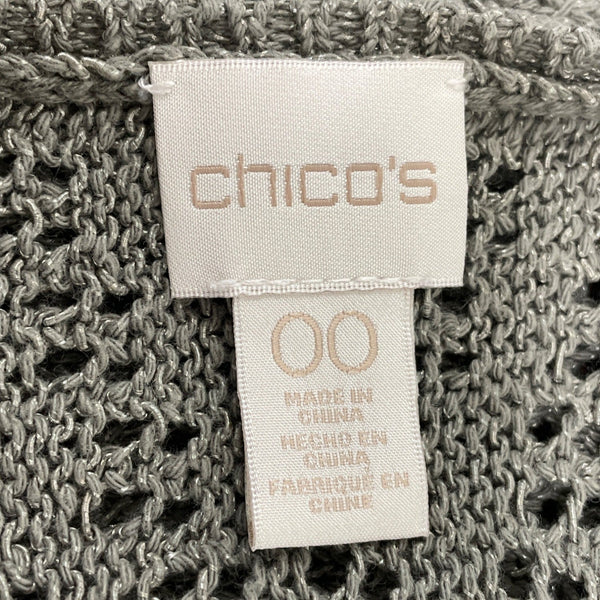 chico's
00
MADE IN
CHINA
HECHO EN
CHINA
FABRIQUÉ EN
CHINE